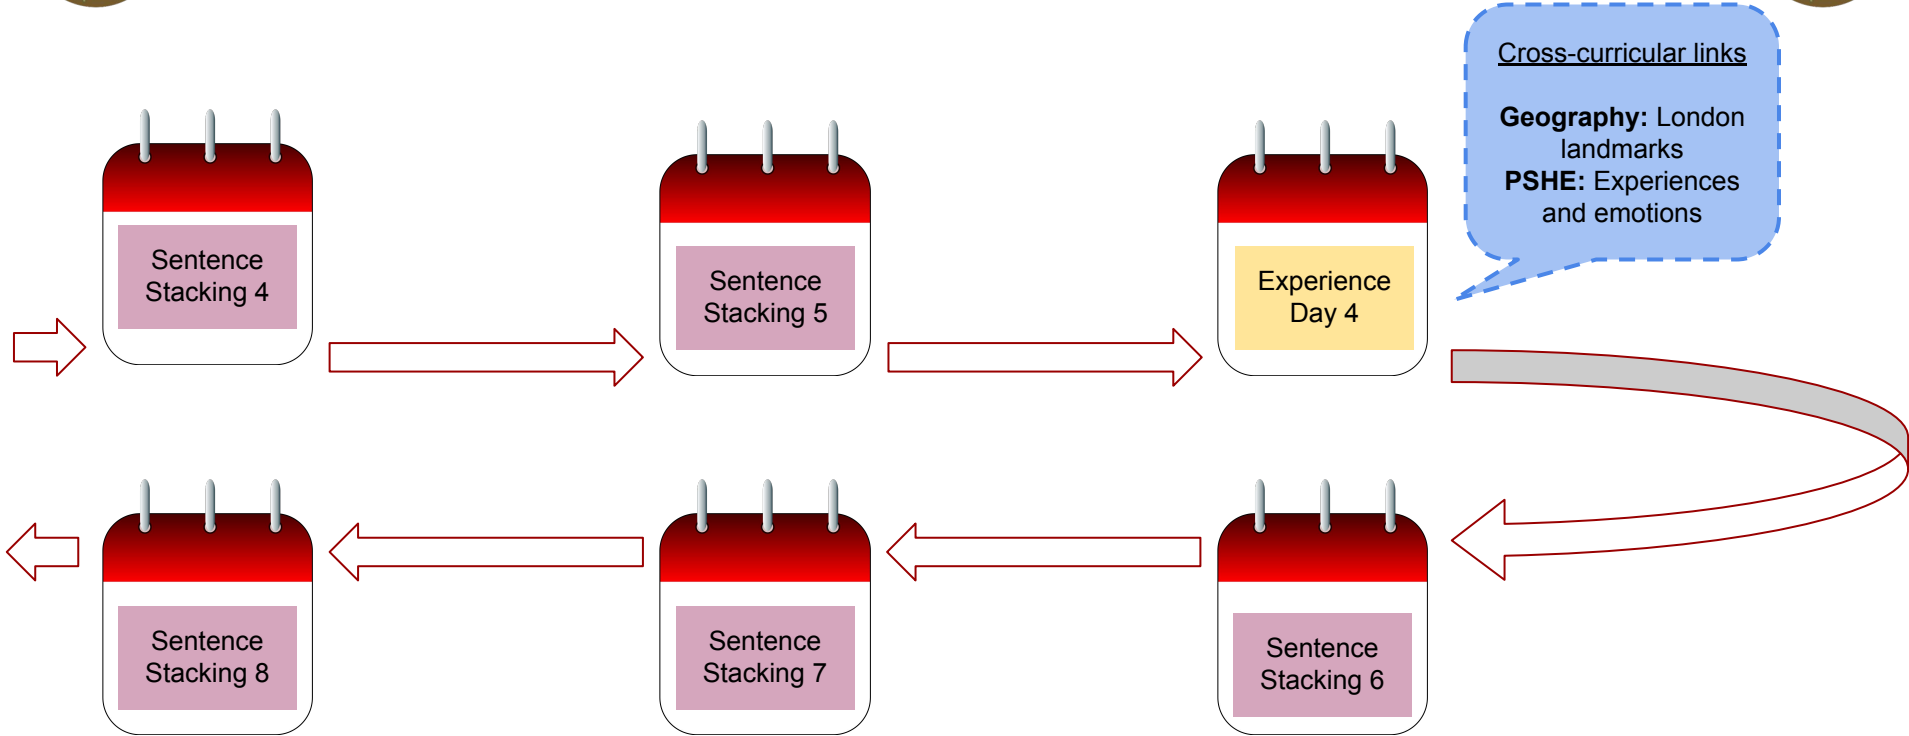 Cross-curricular links
Geography: London
landmarks
PSHE: Experiences
and emotions
Sentence
Stacking 4
Sentence
Stacking 5
Experience
Day 4
Sentence
Stacking 8
Sentence
Stacking 7
Sentence
Stacking 6